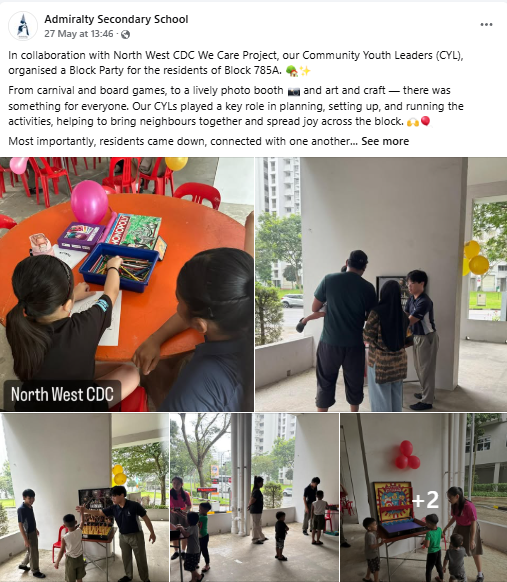 Admiralty Secondary School
27 May at 13:46 ·
In collaboration with North West CDC We Care Project, our Community Youth Leaders (CYL),
organised a Block Party for the residents of Block 785A. 🏡✨
From carnival and board games, to a lively photo booth 📸 and art and craft — there was
something for everyone. Our CYLs played a key role in planning, setting up, and running the
activities, helping to bring neighbours together and spread joy across the block. 🙌🎈
Most importantly, residents came down, connected with one another... See more
MONOPOLY
North West CDC
+2